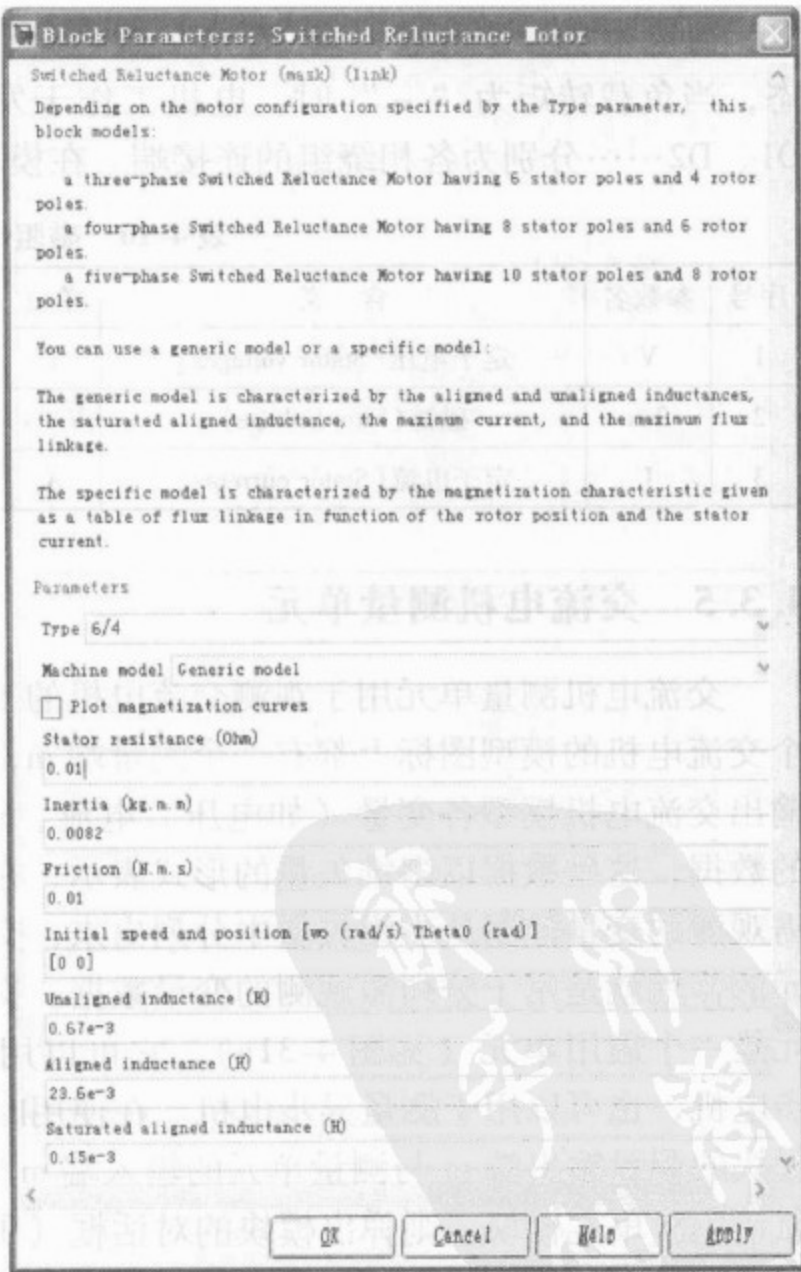 Block Parameters: Switched Reluctance Motor
Switched Reluctance Motor (mask) (link)
Depending on the motor configuration specified by the Type parameter, this
block models:
a three-phase Switched Reluctance Motor having 6 stator poles and 4 rotor
poles.
a four-phase Switched Reluctance Motor having 8 stator poles and 6 rotor
poles.
a five-phase Switched Reluctance Motor having 10 stator poles and 8 rotor
poles.
You can use a generic model or a specific model:
The generic model is characterized by the aligned and unaligned inductances,
the saturated aligned inductance, the maximum current, and the maximum flux
linkage.
The specific model is characterized by the magnetization characteristic given
as a table of flux linkage in function of the rotor position and the stator
current.
Parameters
Type 6/4
Machine model Generic model
Plot magnetization curves
Stator resistance (Ohm)
0.01
Inertia (kg.m.m)
0.0082
Friction (N.m.s)
0.01
Initial speed and position [wo (rad/s) Theta0 (rad)]
[0 0]
Unaligned inductance (H)
0.67e-3
Aligned inductance (H)
23.6e-3
Saturated aligned inductance (H)
0.15e-3
OK Cancel Help Apply